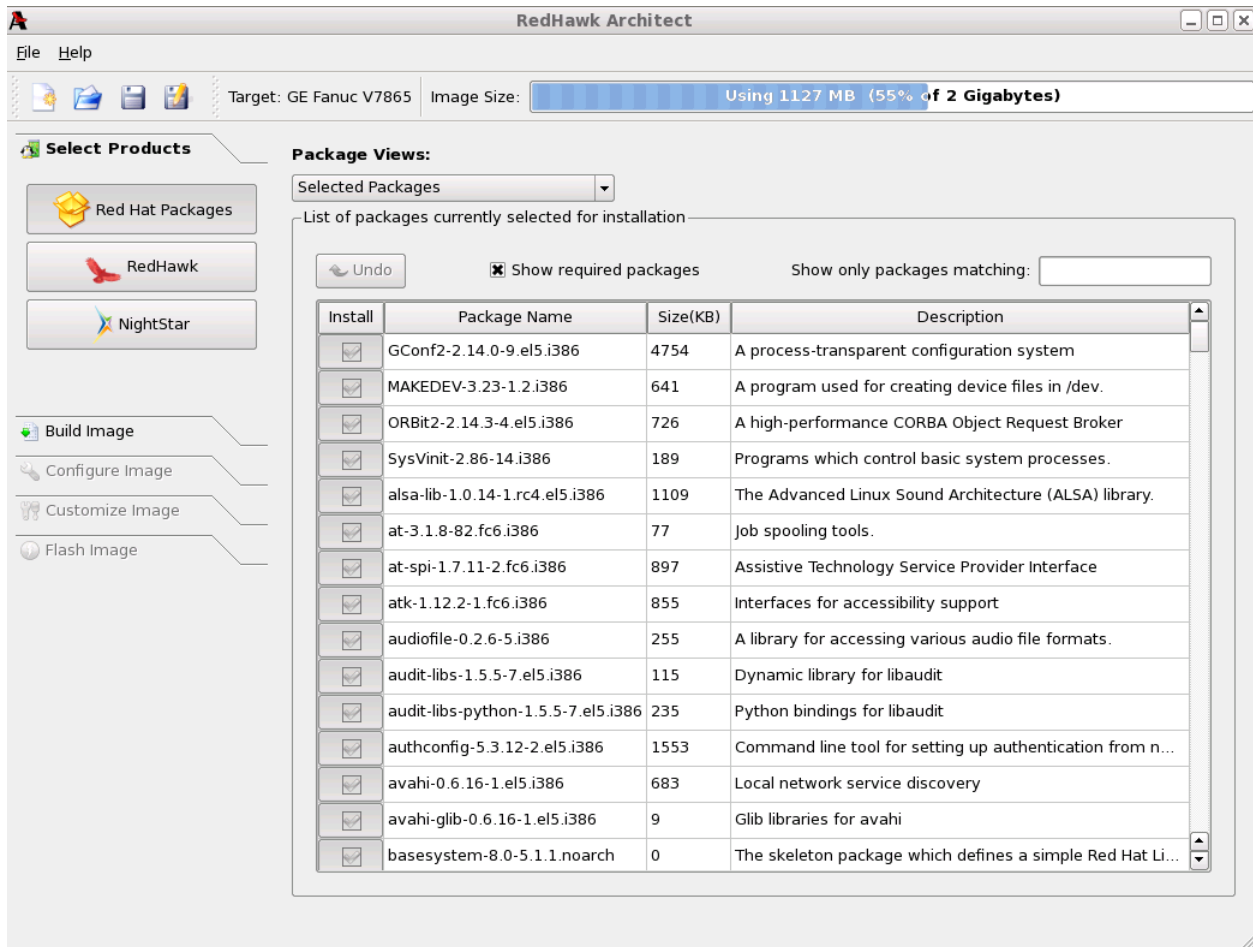 RedHawk Architect
File Help
Target: GE Fanuc V7865 Image Size: Using 1127 MB (55% of 2 Gigabytes)
Select Products
Red Hat Packages
RedHawk
NightStar
Build Image
Configure Image
Customize Image
Flash Image
Package Views:
Selected Packages
List of packages currently selected for installation
Undo Show required packages Show only packages matching:
Install Package Name Size(KB) Description
GConf2-2.14.0-9.el5.i386 4754 A process-transparent configuration system
MAKEDEV-3.23-1.2.i386 641 A program used for creating device files in /dev.
ORBit2-2.14.3-4.el5.i386 726 A high-performance CORBA Object Request Broker
SysVinit-2.86-14.i386 189 Programs which control basic system processes.
alsa-lib-1.0.14-1.rc4.el5.i386 1109 The Advanced Linux Sound Architecture (ALSA) library.
at-3.1.8-82.fc6.i386 77 Job spooling tools.
at-spi-1.7.11-2.fc6.i386 897 Assistive Technology Service Provider Interface
atk-1.12.2-1.fc6.i386 855 Interfaces for accessibility support
audiofile-0.2.6-5.i386 255 A library for accessing various audio file formats.
audit-libs-1.5.5-7.el5.i386 115 Dynamic library for libaudit
audit-libs-python-1.5.5-7.el5.i386 235 Python bindings for libaudit
authconfig-5.3.12-2.el5.i386 1553 Command line tool for setting up authentication from n...
avahi-0.6.16-1.el5.i386 683 Local network service discovery
avahi-glib-0.6.16-1.el5.i386 9 Glib libraries for avahi
basesystem-8.0-5.1.1.noarch 0 The skeleton package which defines a simple Red Hat Li...